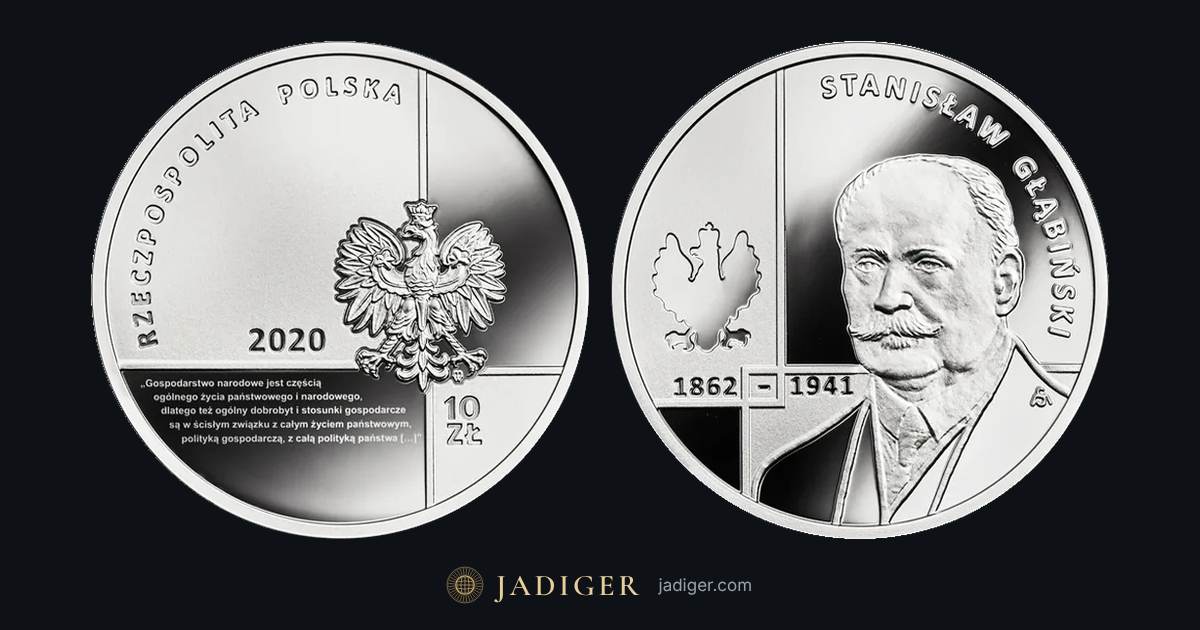 RZECZPOSPOLITA POLSKA
2020
„Gospodarstwo narodowe jest częścią
ogólnego życia państwowego i narodowego,
dlatego też ogólny dobrobyt i stosunki gospodarcze
są w ścisłym związku z całym życiem państwowym,
polityką gospodarczą, z całą polityką państwa [...]”
10
ZŁ
STANISŁAW GŁĄBIŃSKI
1862 - 1941
JADIGER jadiger.com